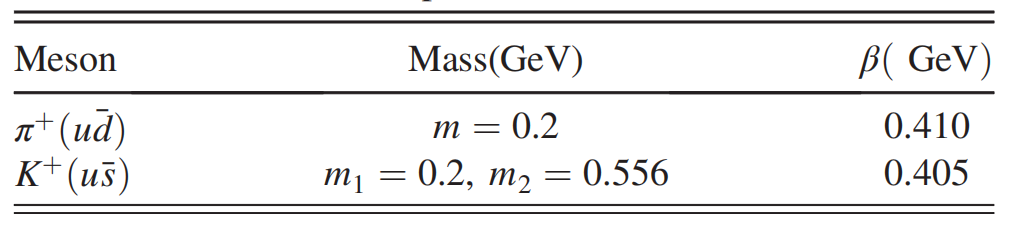 Meson Mass(GeV) β( GeV)
π⁺(ud̄) m = 0.2 0.410
K⁺(us̄) m₁ = 0.2, m₂ = 0.556 0.405